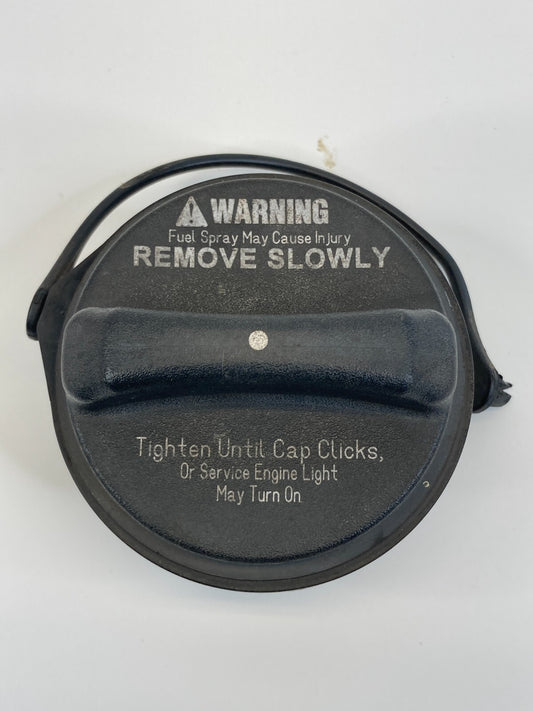 WARNING
Fuel Spray May Cause Injury
REMOVE SLOWLY
Tighten Until Cap Clicks,
Or Service Engine Light
May Turn On